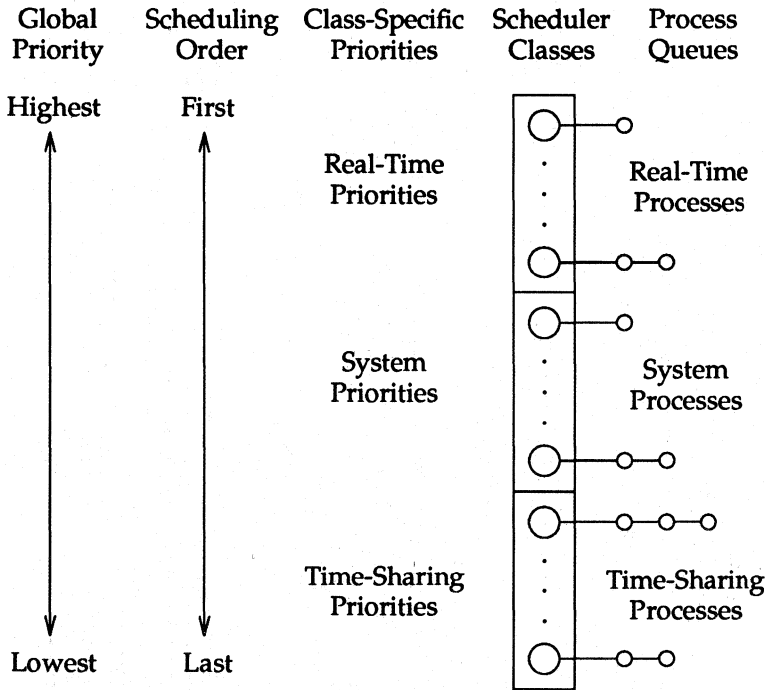 Global Priority
Scheduling Order
Class-Specific Priorities
Scheduler Classes
Process Queues
Highest
First
Real-Time Priorities
Real-Time Processes
System Priorities
System Processes
Time-Sharing Priorities
Time-Sharing Processes
Lowest
Last